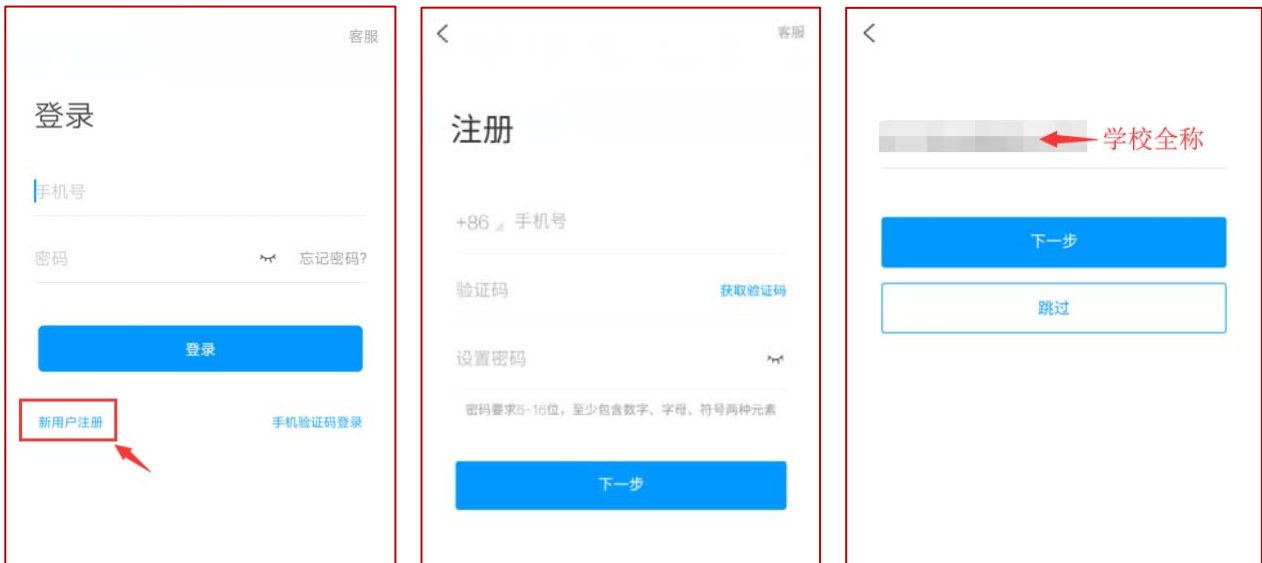 客服
登录
手机号
密码 忘记密码?
登录
新用户注册 手机验证码登录
客服
注册
+86 手机号
验证码 获取验证码
设置密码
密码要求6-16位，至少包含数字、字母、符号两种元素
下一步
学校全称
下一步
跳过